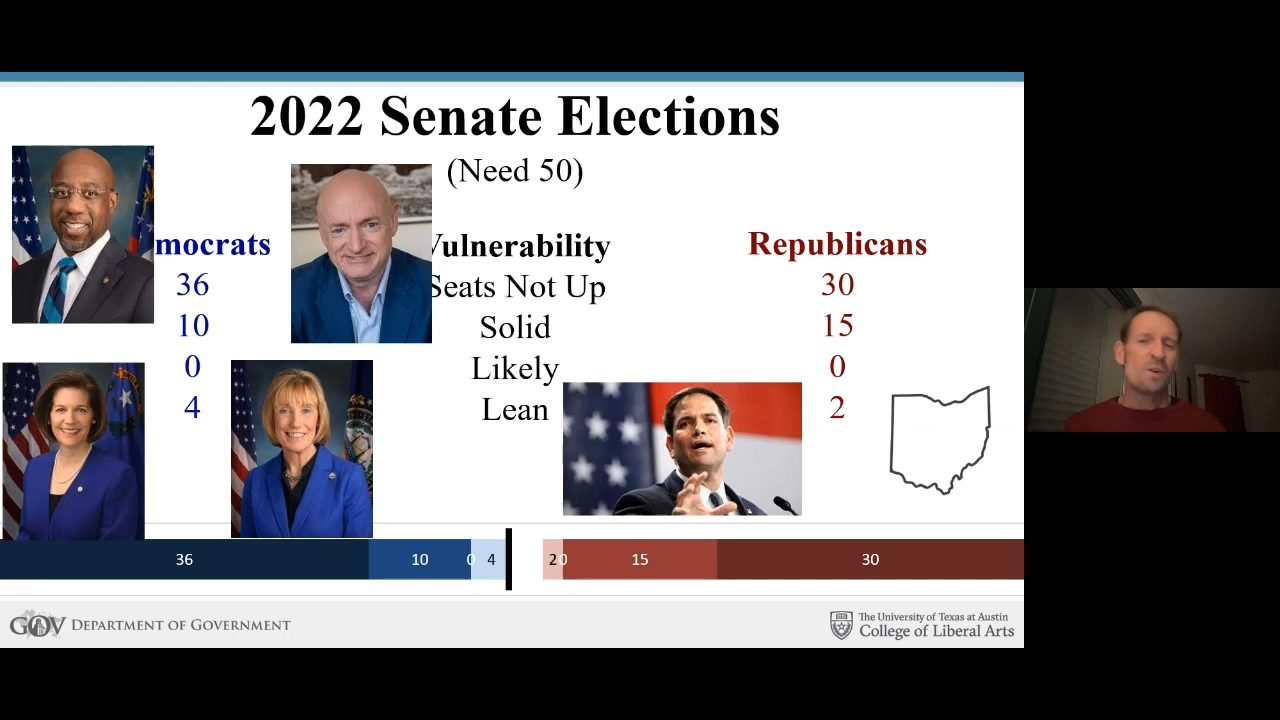 2022 Senate Elections
(Need 50)
mocrats Vulnerability Republicans
36 Seats Not Up 30
10 Solid 15
0 Likely 0
4 Lean 2
36 10 0 4 2 0 15 30
GOV DEPARTMENT OF GOVERNMENT
The University of Texas at Austin
College of Liberal Arts